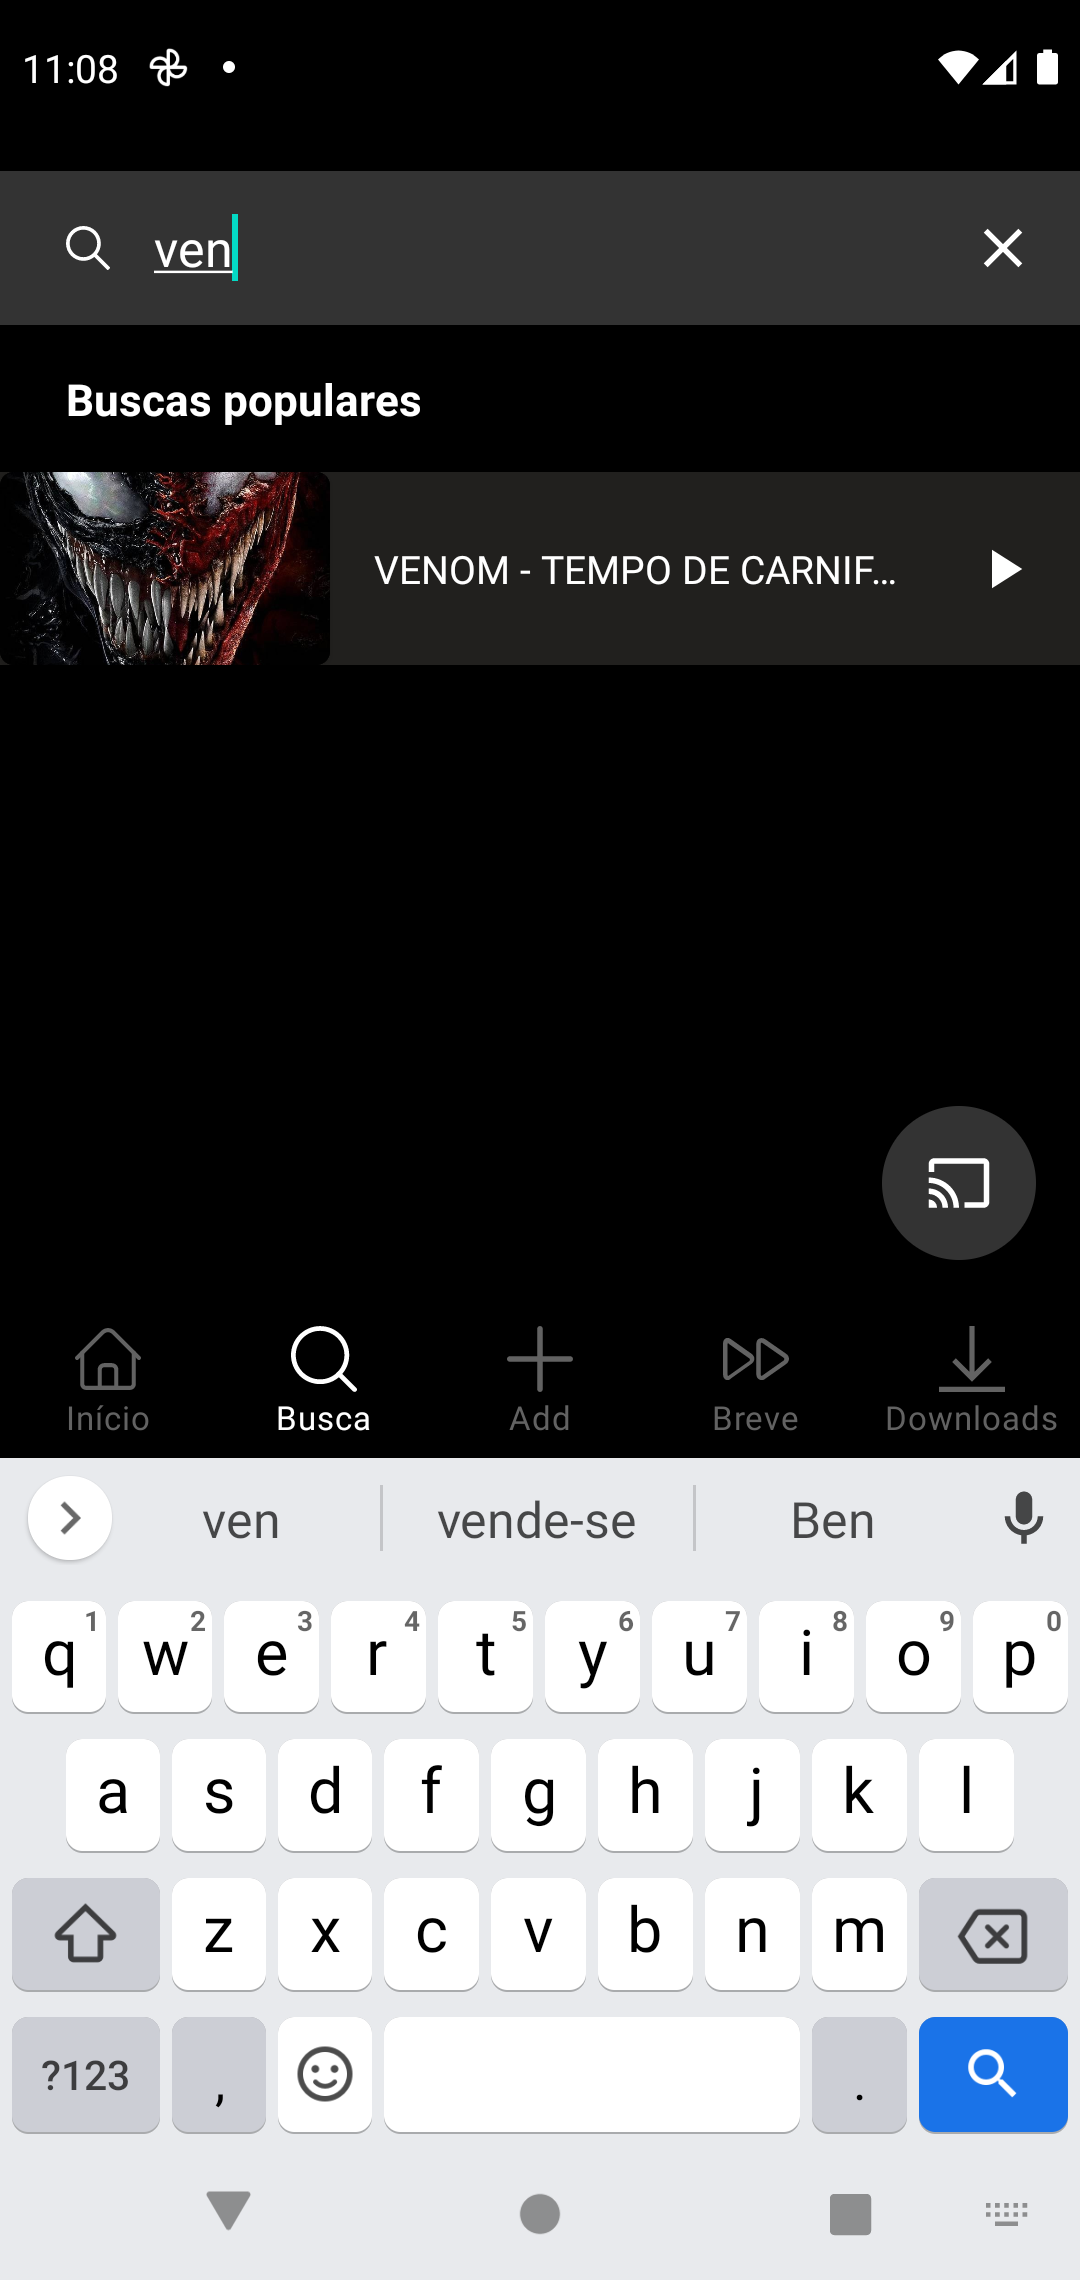 11:08
ven
Buscas populares
VENOM - TEMPO DE CARNIF...
Início
Busca
Add
Breve
Downloads
ven
vende-se
Ben
q 1 w 2 e 3 r 4 t 5 y 6 u 7 i 8 o 9 p 0
a s d f g h j k l
z x c v b n m
?123 , .